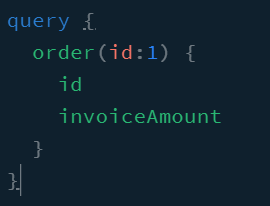 query {
  order(id:1) {
    id
    invoiceAmount
  }
}